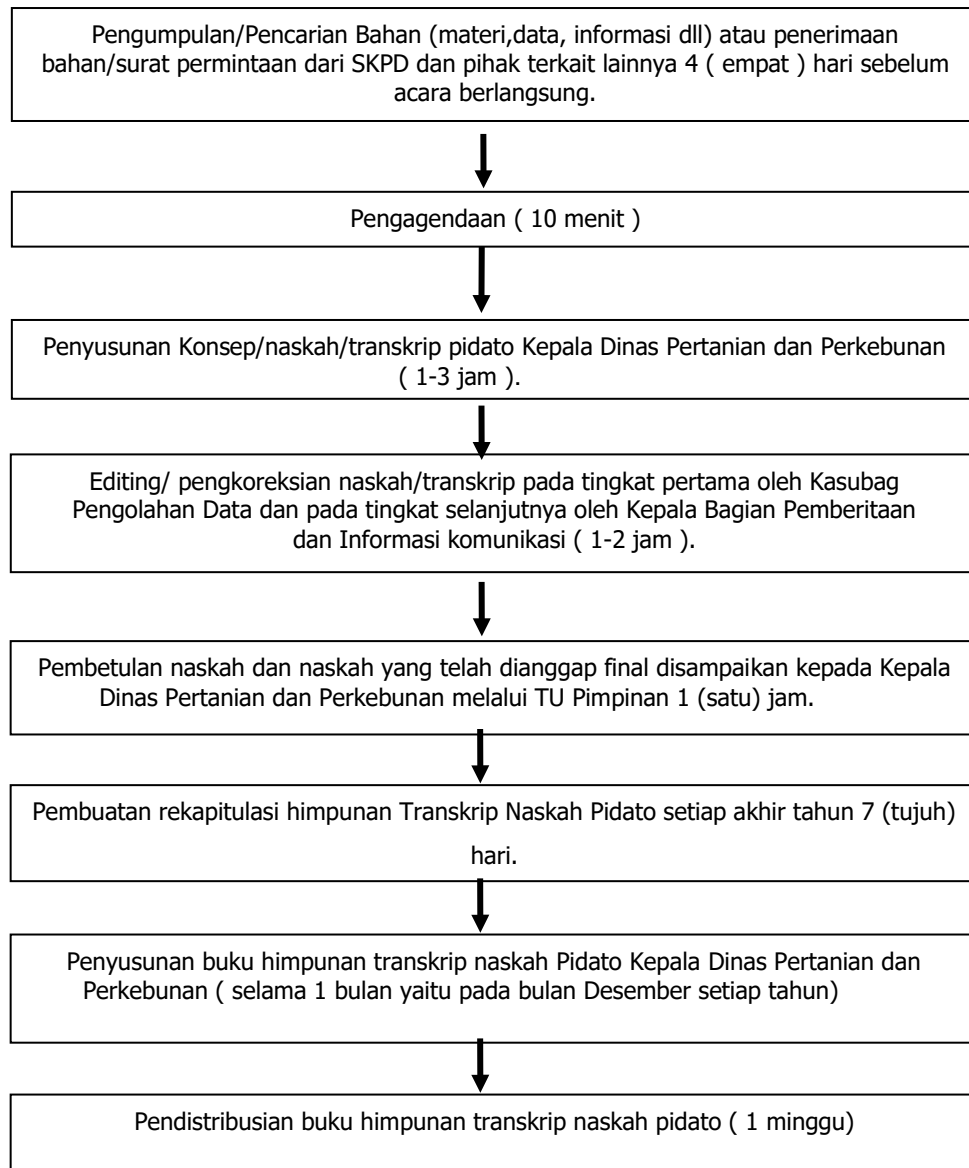 Pengumpulan/Pencarian Bahan (materi,data, informasi dll) atau penerimaan
bahan/surat permintaan dari SKPD dan pihak terkait lainnya 4 ( empat ) hari sebelum
acara berlangsung.
Pengagendaan ( 10 menit )
Penyusunan Konsep/naskah/transkrip pidato Kepala Dinas Pertanian dan Perkebunan
( 1-3 jam ).
Editing/ pengkoreksian naskah/transkrip pada tingkat pertama oleh Kasubag
Pengolahan Data dan pada tingkat selanjutnya oleh Kepala Bagian Pemberitaan
dan Informasi komunikasi ( 1-2 jam ).
Pembetulan naskah dan naskah yang telah dianggap final disampaikan kepada Kepala
Dinas Pertanian dan Perkebunan melalui TU Pimpinan 1 (satu) jam.
Pembuatan rekapitulasi himpunan Transkrip Naskah Pidato setiap akhir tahun 7 (tujuh)
hari.
Penyusunan buku himpunan transkrip naskah Pidato Kepala Dinas Pertanian dan
Perkebunan ( selama 1 bulan yaitu pada bulan Desember setiap tahun)
Pendistribusian buku himpunan transkrip naskah pidato ( 1 minggu)